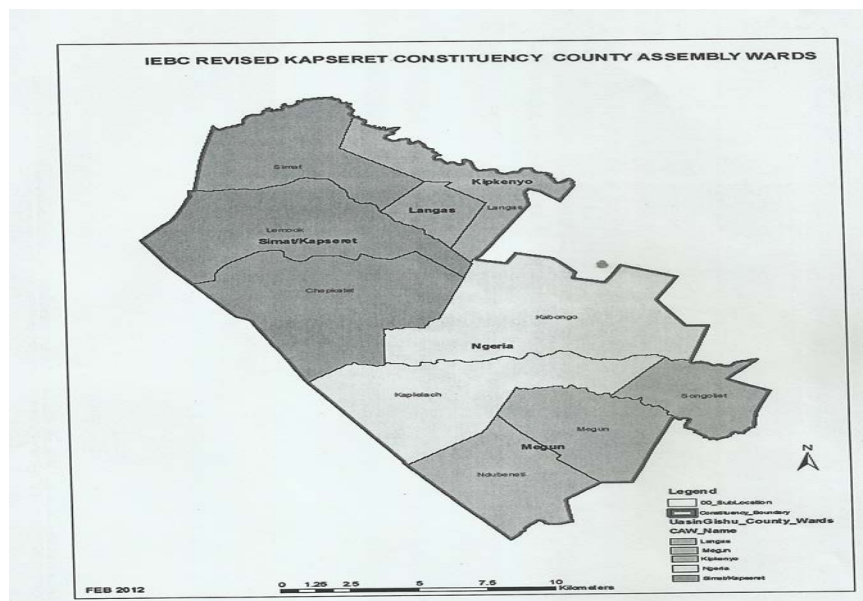 IEBC REVISED KAPSERET CONSTITUENCY COUNTY ASSEMBLY WARDS
Simat
Kipkenyo
Langas
Langas
Lemook
Simat/Kapseret
Chepkatet
Kabongo
Ngeria
Kaplelach
Songoliet
Megun
Megun
Ndubeneti
N
Legend
DD_SubLocation
Constituency_Boundary
UasinGishu_County_Wards
CAW_Name
Langas
Megun
Kipkenyo
Ngeria
Simat/Kapseret
FEB 2012
0 1.25 2.5 5 7.5 10
Kilometers